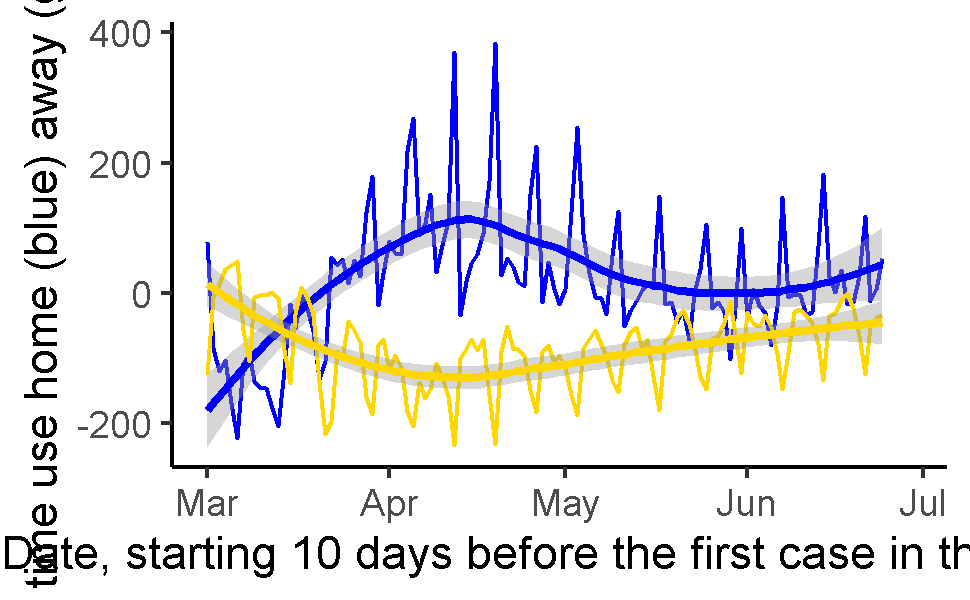 time use home (blue) away (
400
200
0
-200
Mar Apr May Jun Jul
Date, starting 10 days before the first case in th